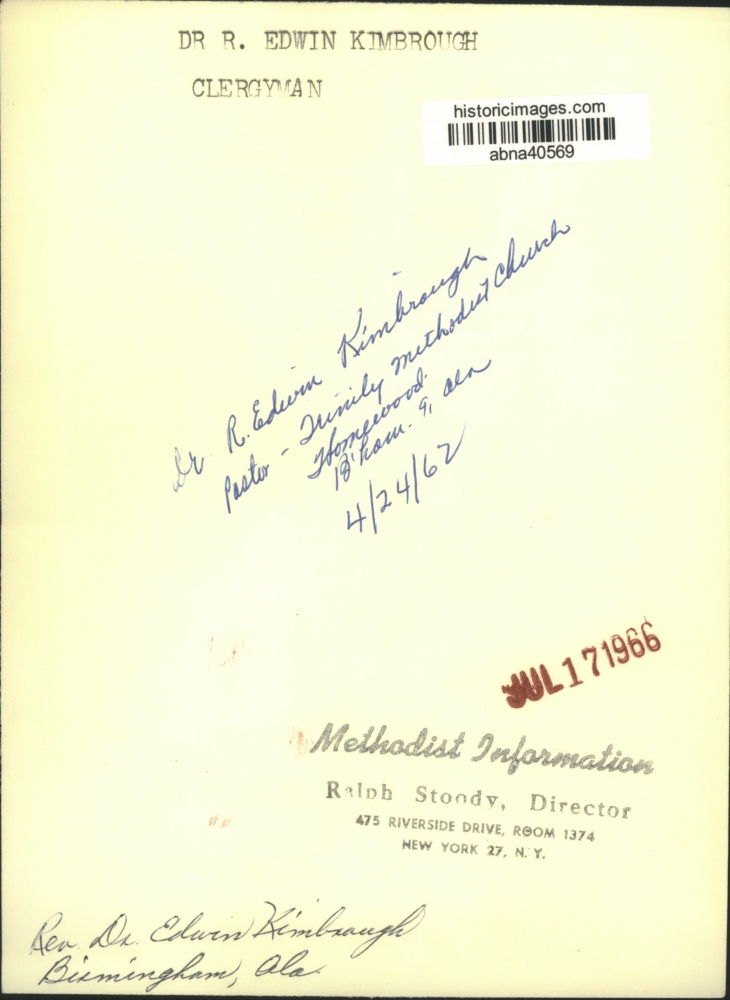 DR R. EDWIN KIMBROUGH
CLERGYMAN
historicimages.com
abna40569
Dr. R. Edwin Kimbrough
Pastor - Trinity Methodist Church
Homewood.
B'ham. 9, Ala
4/24/62
JUL 17 1966
Methodist Information
Ralph Stoody, Director
475 RIVERSIDE DRIVE, ROOM 1374
NEW YORK 27, N. Y.
Rev. Dr. Edwin Kimbrough
Birmingham, Ala.